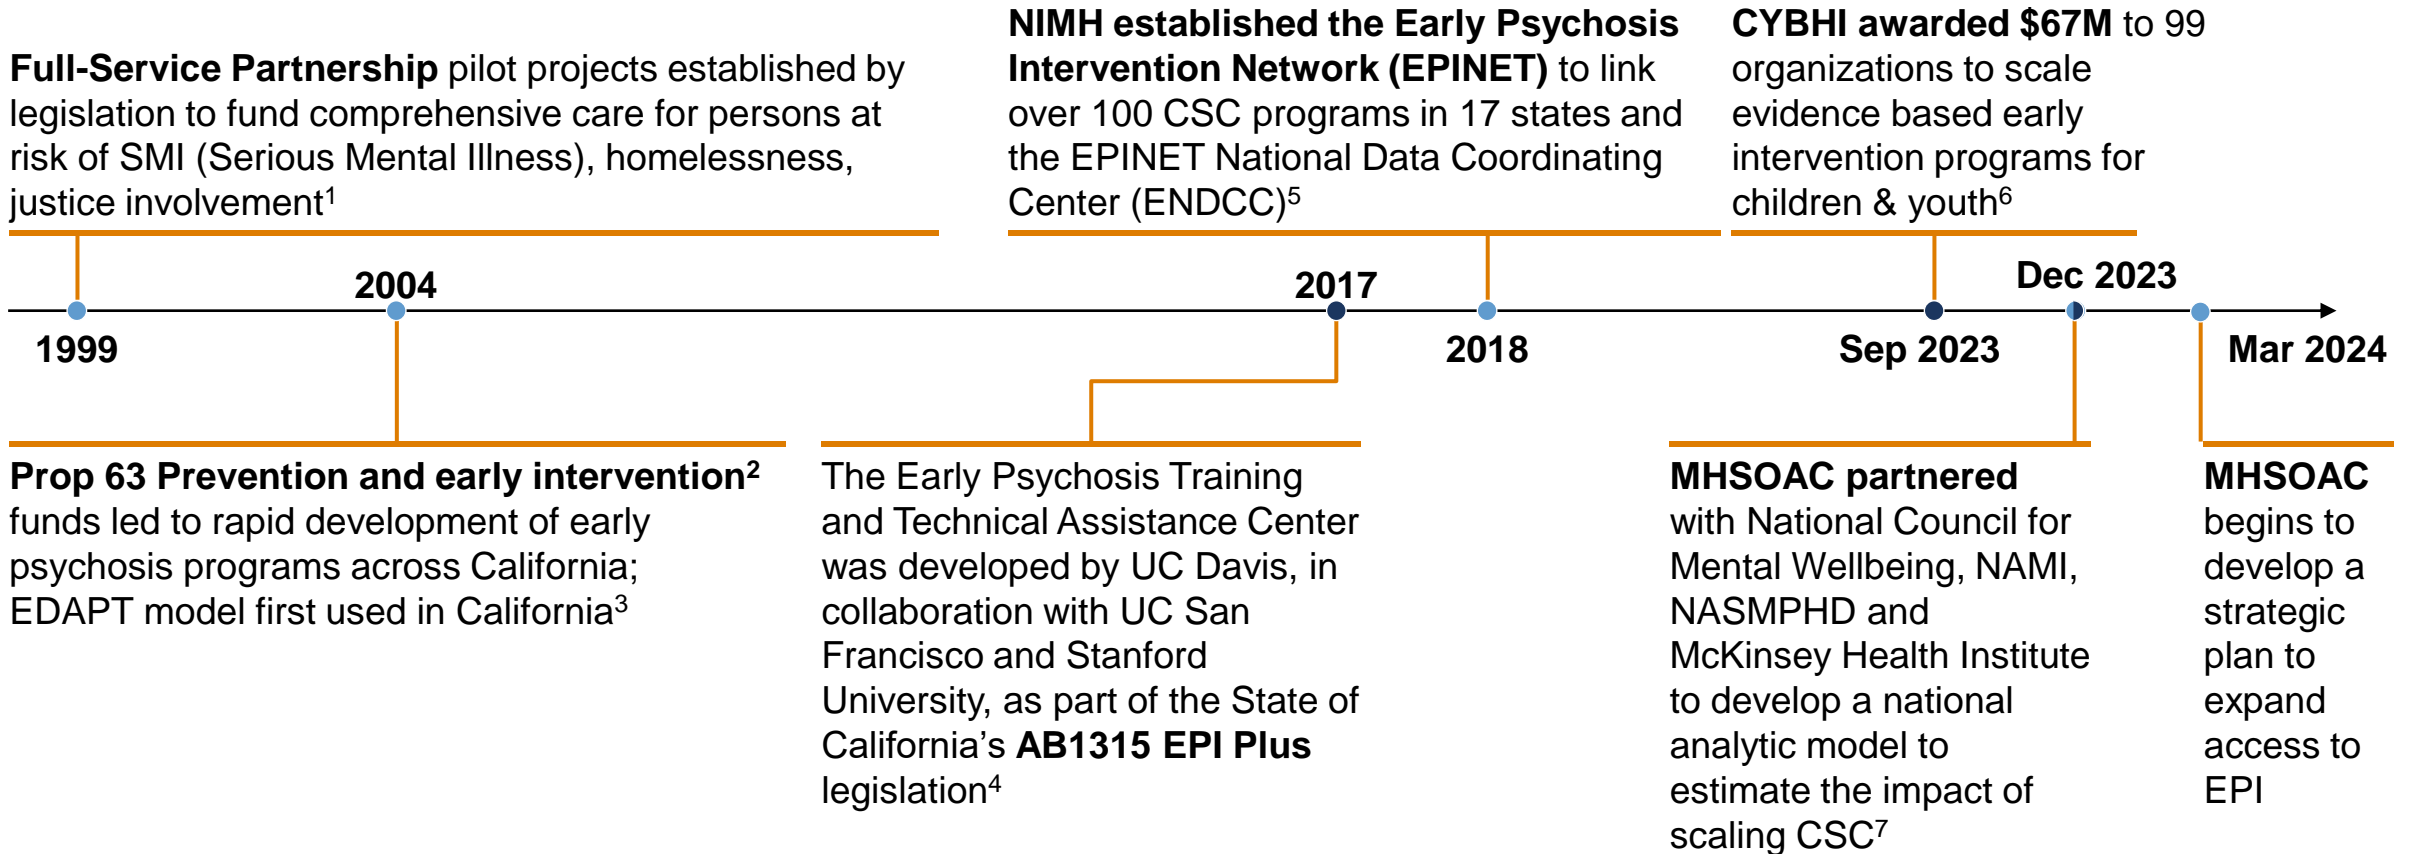 Full-Service Partnership pilot projects established by
legislation to fund comprehensive care for persons at
risk of SMI (Serious Mental Illness), homelessness,
justice involvement1
NIMH established the Early Psychosis
Intervention Network (EPINET) to link
over 100 CSC programs in 17 states and
the EPINET National Data Coordinating
Center (ENDCC)5
CYBHI awarded $67M to 99
organizations to scale
evidence based early
intervention programs for
children & youth6
1999
2004
2017
2018
Sep 2023
Dec 2023
Mar 2024
Prop 63 Prevention and early intervention2
funds led to rapid development of early
psychosis programs across California;
EDAPT model first used in California3
The Early Psychosis Training
and Technical Assistance Center
was developed by UC Davis, in
collaboration with UC San
Francisco and Stanford
University, as part of the State of
California’s AB1315 EPI Plus
legislation4
MHSOAC partnered
with National Council for
Mental Wellbeing, NAMI,
NASMPHD and
McKinsey Health Institute
to develop a national
analytic model to
estimate the impact of
scaling CSC7
MHSOAC
begins to
develop a
strategic
plan to
expand
access to
EPI